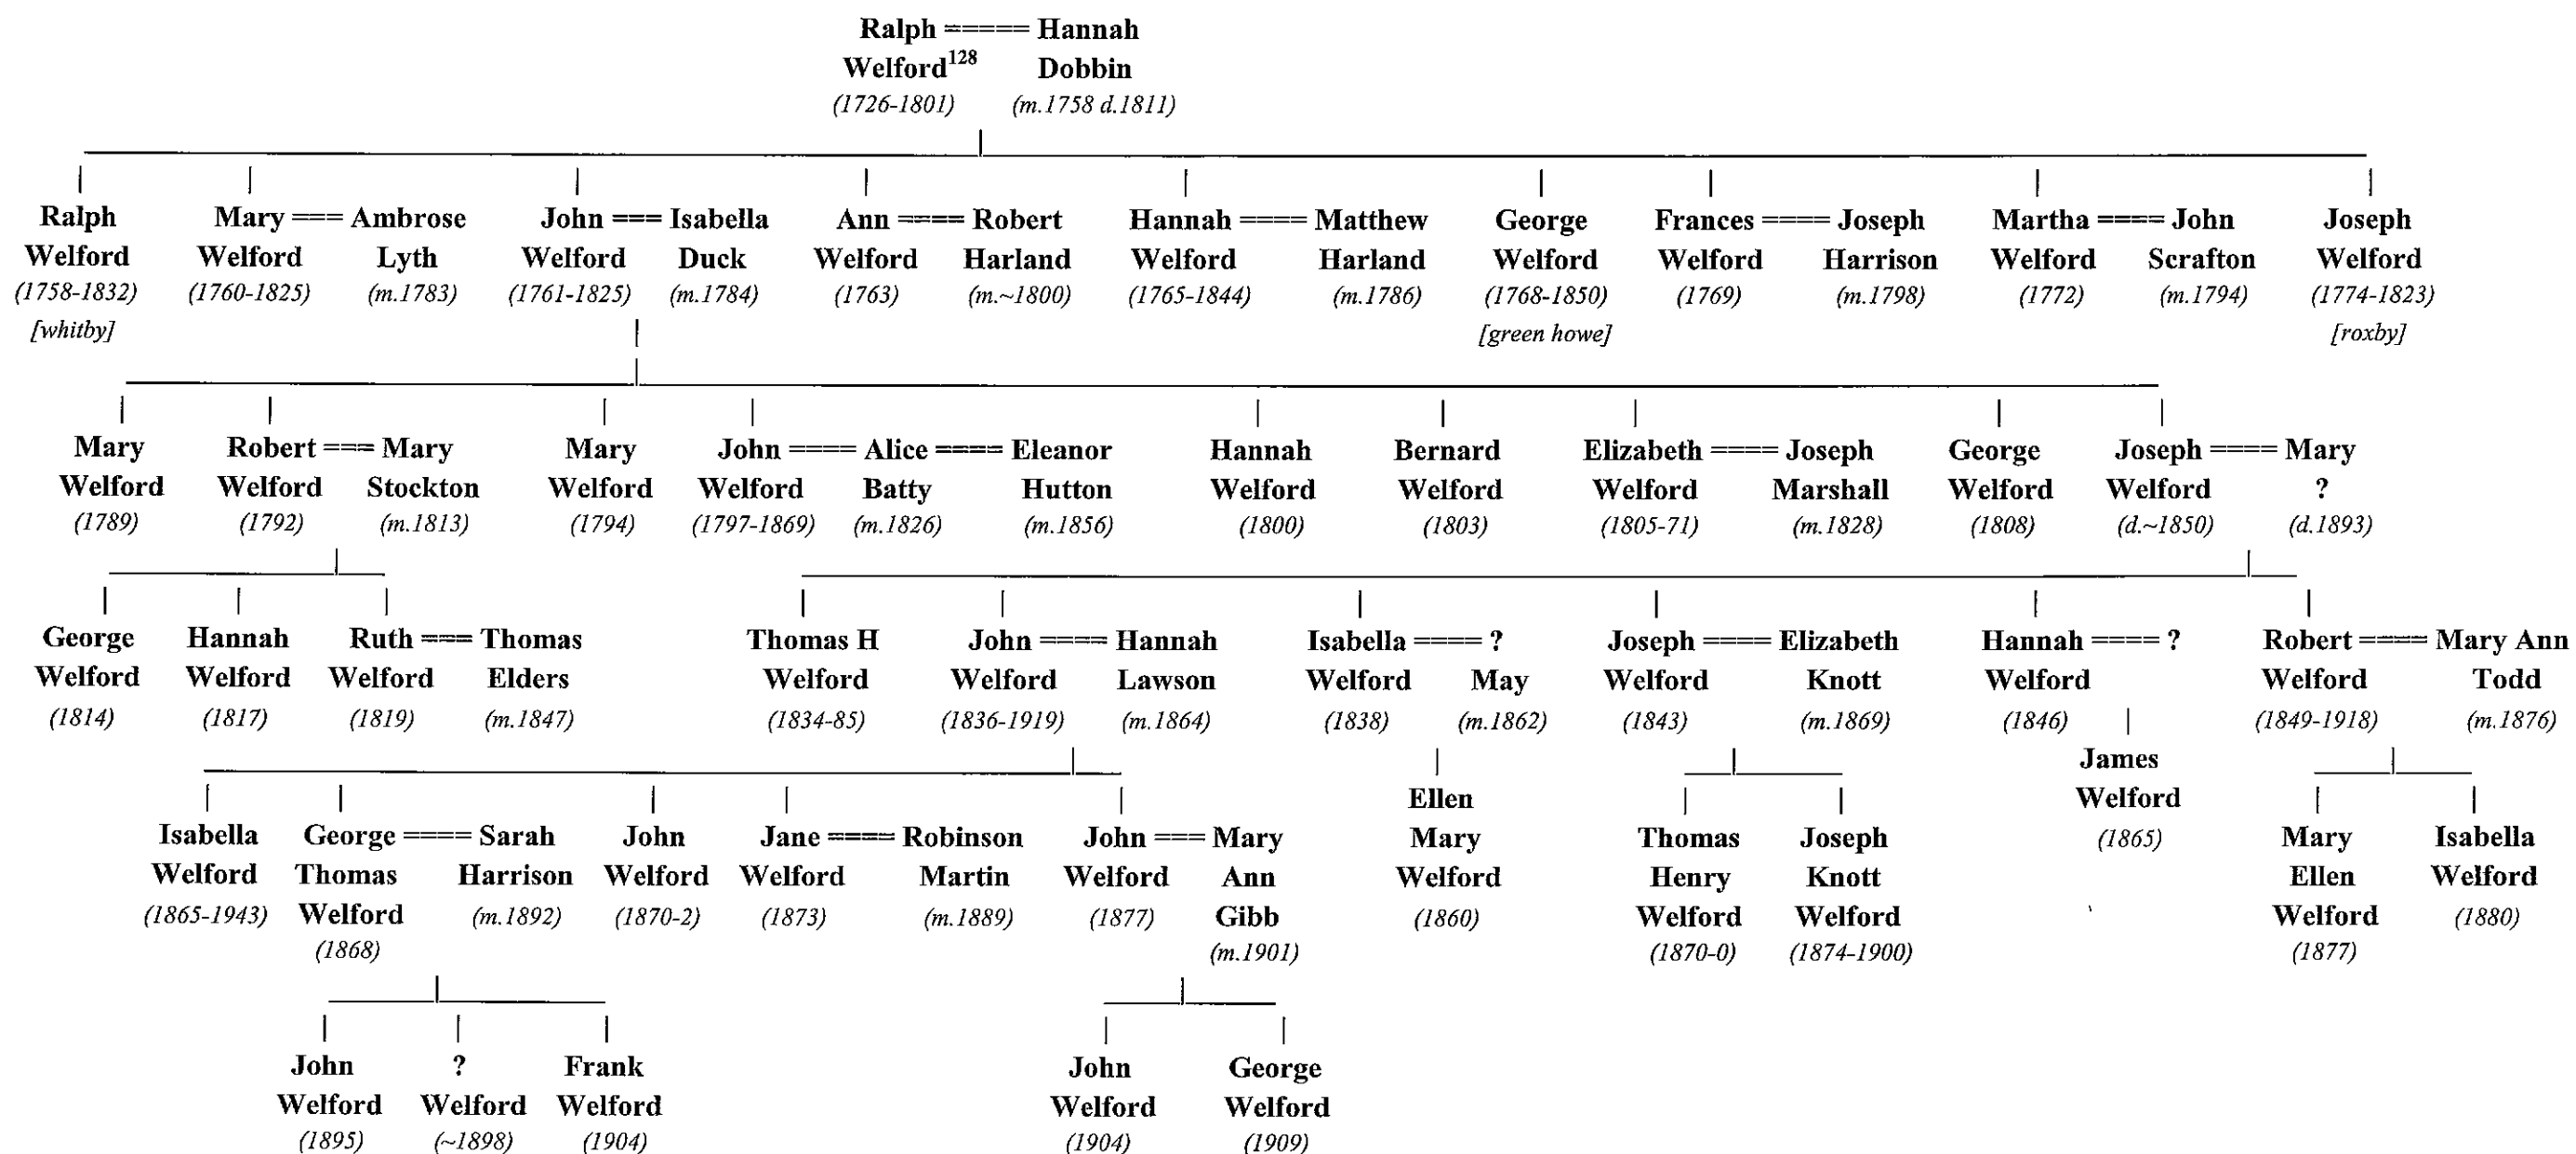 Ralph ===== Hannah
Welford128 Dobbin
(1726-1801) (m.1758 d.1811)
Ralph Mary === Ambrose John === Isabella Ann ==== Robert Hannah ==== Matthew George Frances ==== Joseph Martha ==== John Joseph
Welford Welford Lyth Welford Duck Welford Harland Welford Harland Welford Welford Harrison Welford Scrafton Welford
(1758-1832) (1760-1825) (m.1783) (1761-1825) (m.1784) (1763) (m.~1800) (1765-1844) (m.1786) (1768-1850) (1769) (m.1798) (1772) (m.1794) (1774-1823)
[whitby] [green howe] [roxby]
Mary Robert === Mary Mary John ==== Alice ==== Eleanor Hannah Bernard Elizabeth ==== Joseph George Joseph ==== Mary
Welford Welford Stockton Welford Welford Batty Hutton Welford Welford Welford Marshall Welford Welford ?
(1789) (1792) (m.1813) (1794) (1797-1869) (m.1826) (m.1856) (1800) (1803) (1805-71) (m.1828) (1808) (d.~1850) (d.1893)
George Hannah Ruth === Thomas Thomas H John ==== Hannah Isabella ==== ? Joseph ==== Elizabeth Hannah ==== ? Robert ==== Mary Ann
Welford Welford Welford Elders Welford Welford Lawson Welford May Welford Knott Welford Welford Todd
(1814) (1817) (1819) (m.1847) (1834-85) (1836-1919) (m.1864) (1838) (m.1862) (1843) (m.1869) (1846) (1849-1918) (m.1876)
James
Ellen Welford
Isabella George ==== Sarah John Jane ==== Robinson John === Mary Mary Thomas Joseph (1865) Mary Isabella
Welford Thomas Harrison Welford Welford Martin Welford Ann Welford Henry Knott Ellen Welford
(1865-1943) Welford (m.1892) (1870-2) (1873) (m.1889) (1877) Gibb (1860) Welford Welford Welford (1880)
(1868) (m.1901) (1870-0) (1874-1900) (1877)
John ? Frank John George
Welford Welford Welford Welford Welford
(1895) (~1898) (1904) (1904) (1909)